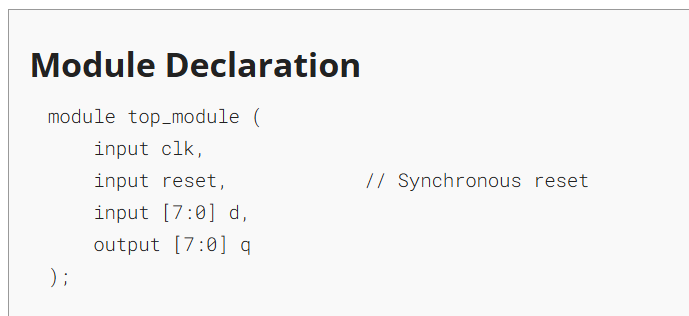 Module Declaration
module top_module (
    input clk,
    input reset,            // Synchronous reset
    input [7:0] d,
    output [7:0] q
);